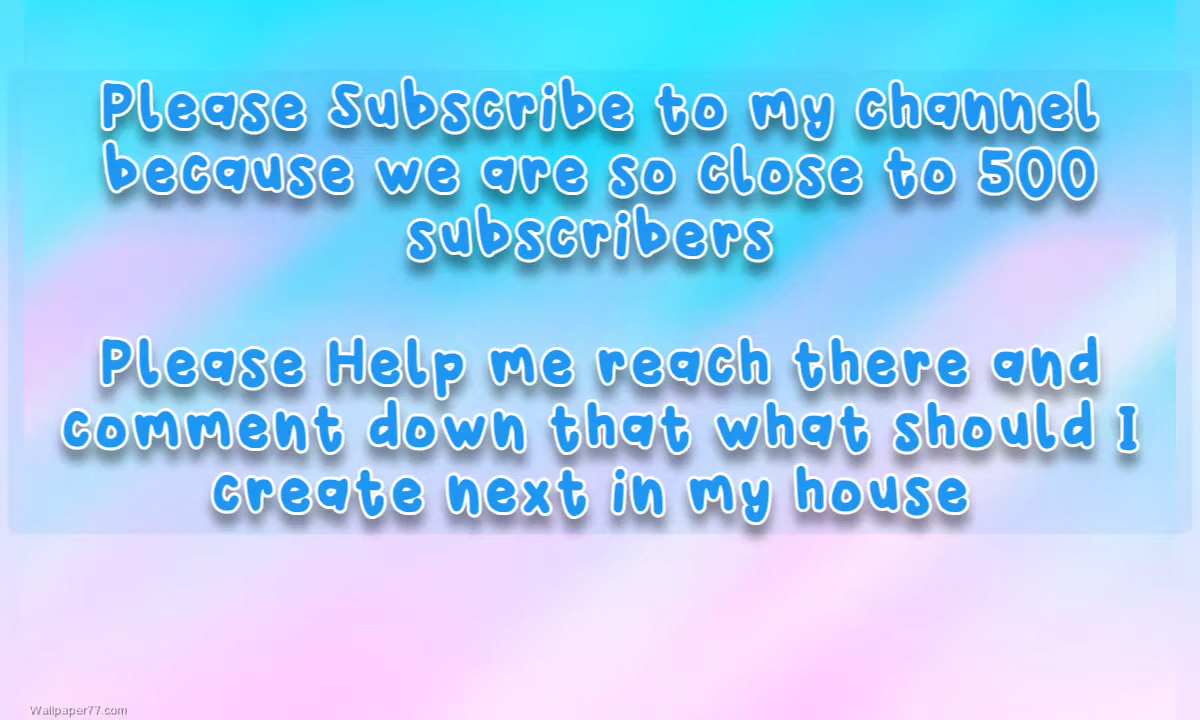 Please Subscribe to my channel
because we are so close to 500
subscribers
Please Help me reach there and
comment down that what should I
create next in my house
Wallpaper77.com